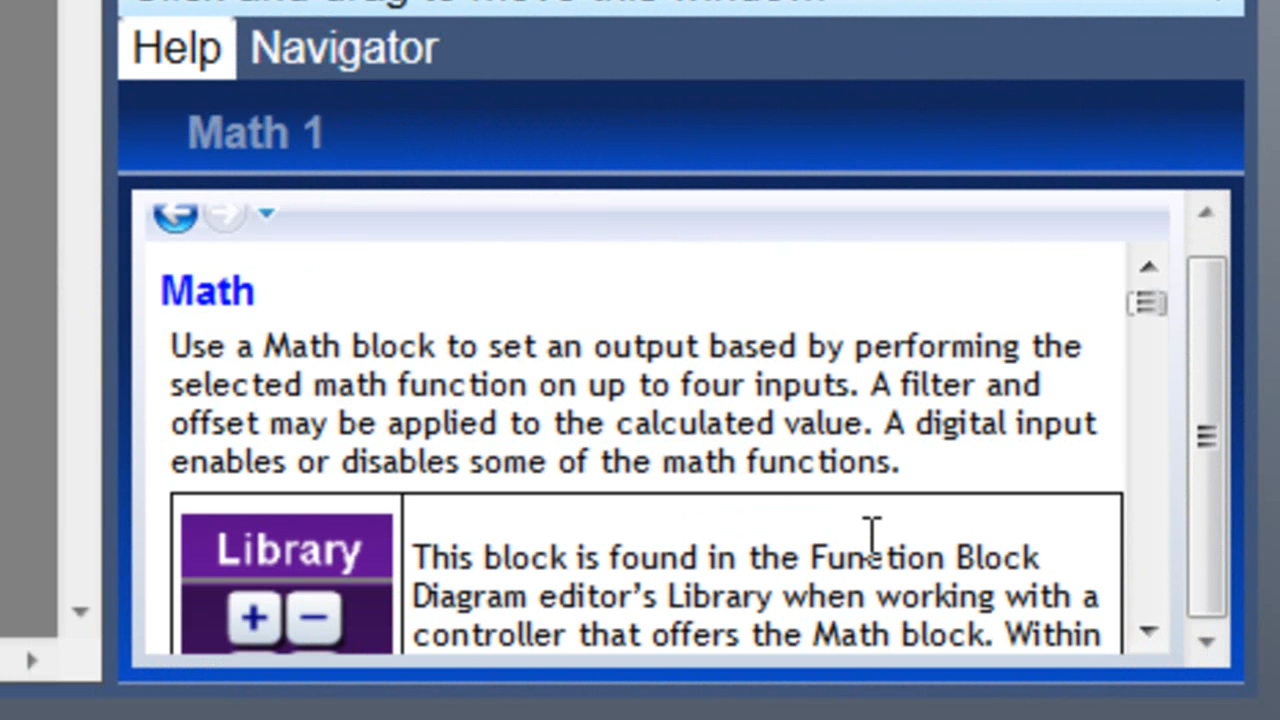 Help Navigator
Math 1
Math
Use a Math block to set an output based by performing the
selected math function on up to four inputs. A filter and
offset may be applied to the calculated value. A digital input
enables or disables some of the math functions.
Library
+ −
This block is found in the Function Block
Diagram editor’s Library when working with a
controller that offers the Math block. Within